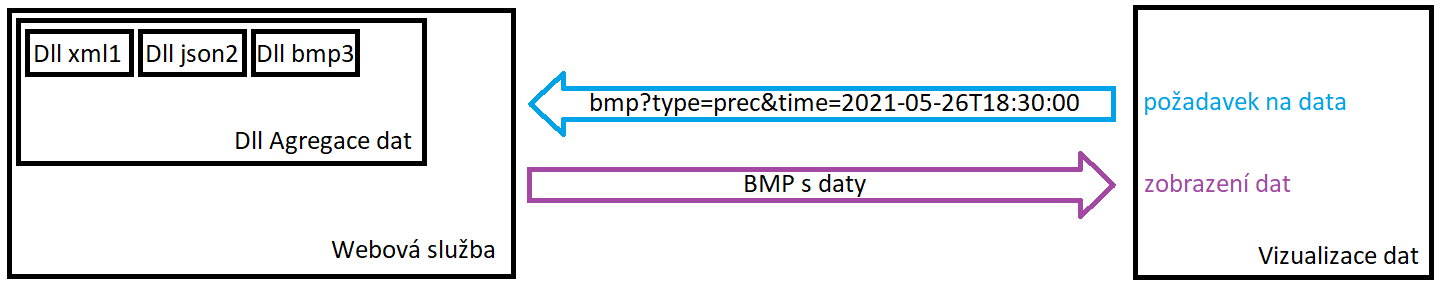 Dll xml1
Dll json2
Dll bmp3
Dll Agregace dat
Webová služba
bmp?type=prec&time=2021-05-26T18:30:00
BMP s daty
požadavek na data
zobrazení dat
Vizualizace dat